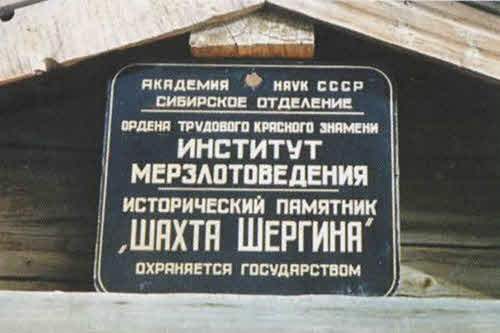 АКАДЕМИЯ НАУК СССР
СИБИРСКОЕ ОТДЕЛЕНИЕ
ОРДЕНА ТРУДОВОГО КРАСНОГО ЗНАМЕНИ
ИНСТИТУТ
МЕРЗЛОТОВЕДЕНИЯ
ИСТОРИЧЕСКИЙ ПАМЯТНИК
„ШАХТА ШЕРГИНА"
ОХРАНЯЕТСЯ ГОСУДАРСТВОМ